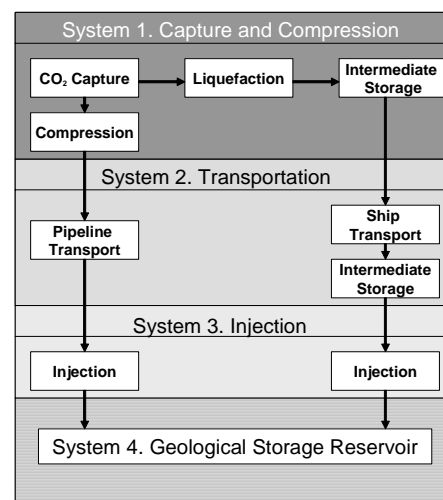 System 1. Capture and Compression
CO₂ Capture
Liquefaction
Intermediate
Storage
Compression
System 2. Transportation
Pipeline
Transport
Ship
Transport
Intermediate
Storage
System 3. Injection
Injection
Injection
System 4. Geological Storage Reservoir